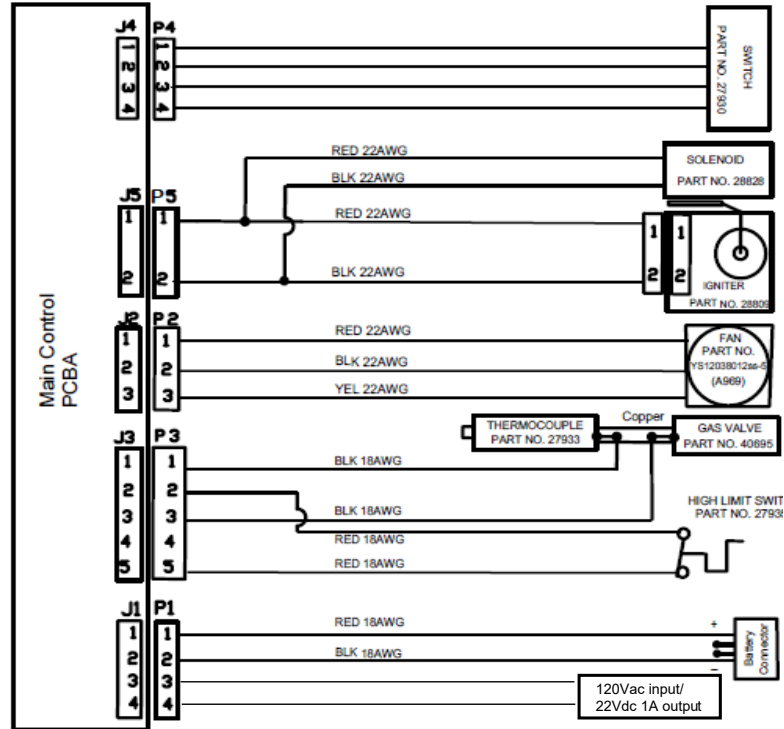 Main Control
PCBA
J4 P4
1 1
2 2
3 3
4 4
SWITCH
PART NO. 27930
RED 22AWG
BLK 22AWG
SOLENOID
PART NO. 28828
J5 P5
1 1
2 2
RED 22AWG
BLK 22AWG
1 1
2 2
IGNITER
PART NO. 28809
J2 P2
1 1
2 2
3 3
RED 22AWG
BLK 22AWG
YEL 22AWG
FAN
PART NO.
YS12038012ss-5
(A969)
J3 P3
1 1
2 2
3 3
4 4
5 5
THERMOCOUPLE
PART NO. 27933
Copper
GAS VALVE
PART NO. 40695
BLK 18AWG
BLK 18AWG
RED 18AWG
RED 18AWG
HIGH LIMIT SWIT
PART NO. 27938
J1 P1
1 1
2 2
3 3
4 4
RED 18AWG
BLK 18AWG
+
−
Battery
Connector
120Vac input/
22Vdc 1A output